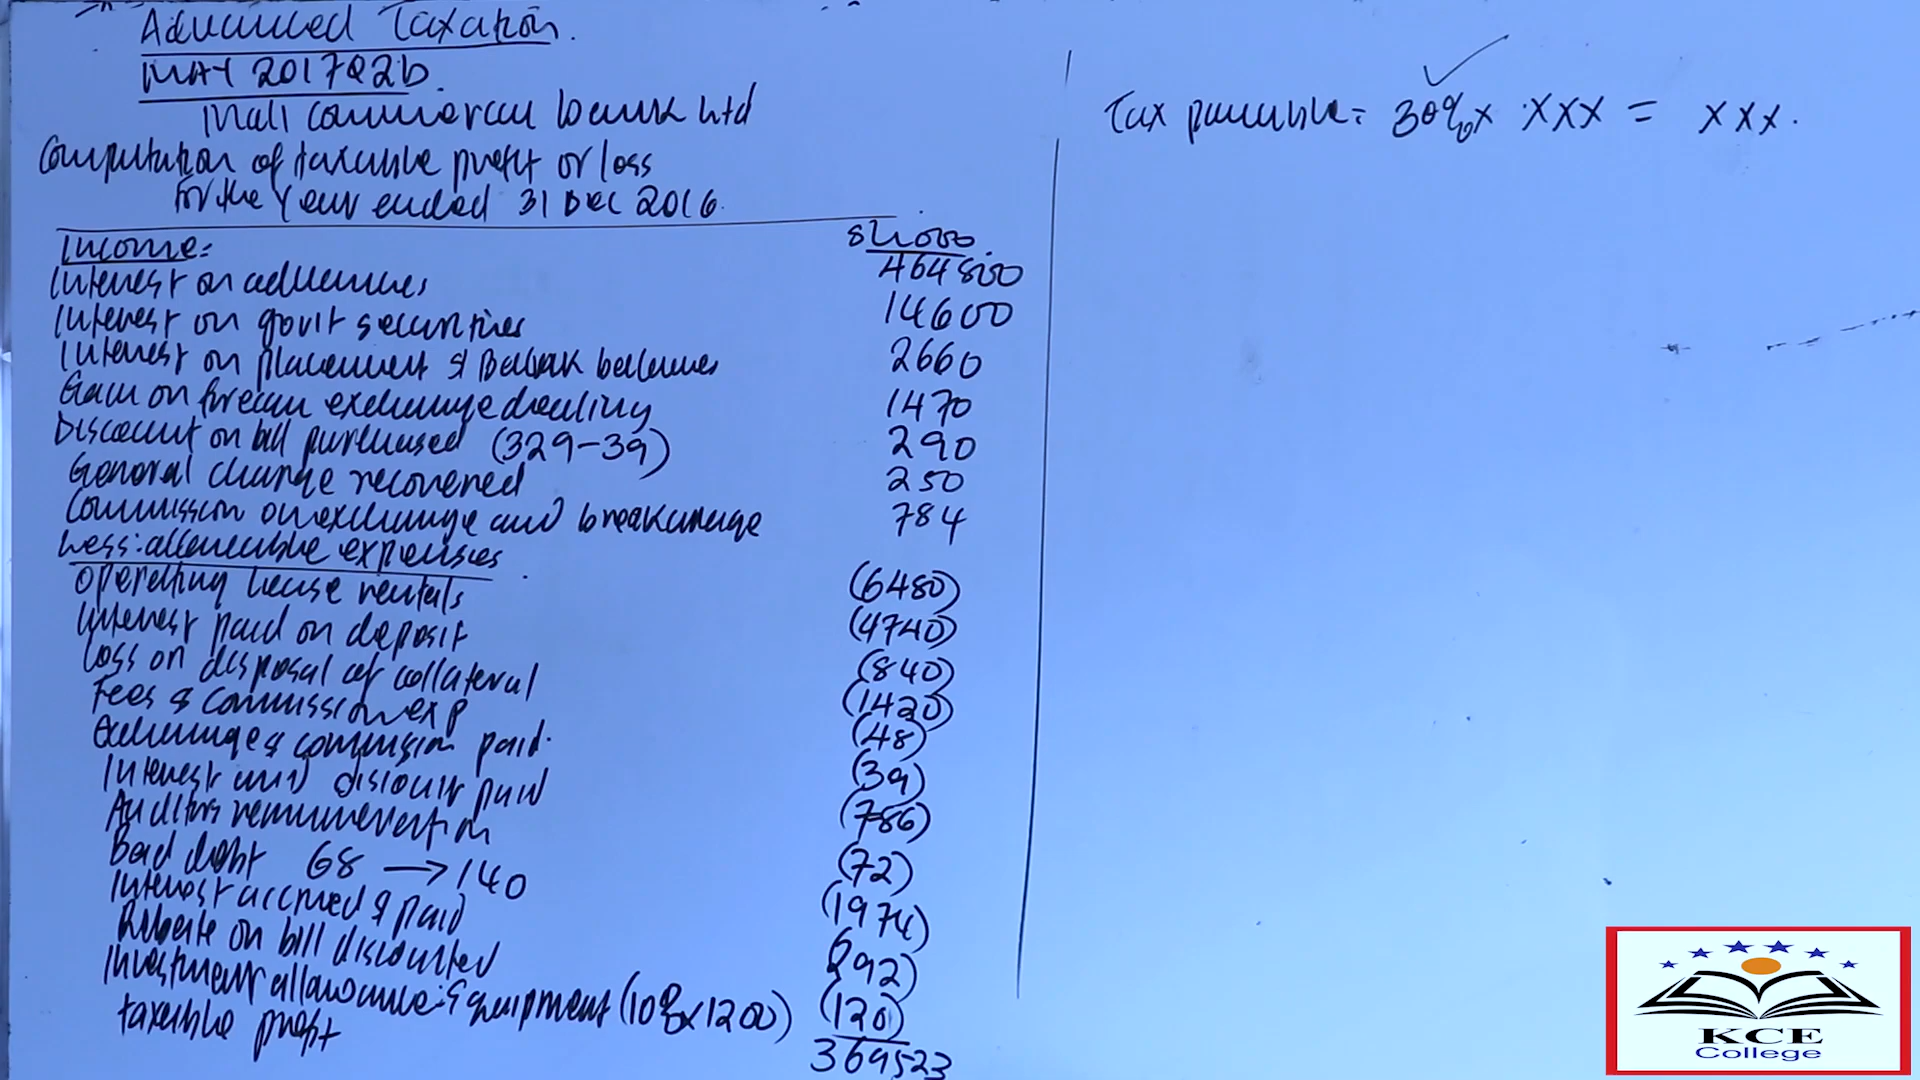 Advanced Taxation.
MAY 2017 Q2b.
Mali commercial bank Ltd
Computation of taxable profit or loss
for the Year ended 31 Dec 2016.
Income: sh.000.
Interest on advances 464800
Interest on govt securities 14600
Interest on placement & Bank balances 2660
Gain on foreign exchange dealing 1470
Discount on bill purchased (329-39) 290
General charge recovered 250
Commission on exchange and breakarage 784
Less: allowable expenses
Operating lease rentals (6480)
Interest paid on deposit (4740)
Loss on disposal of collateral (840)
Fees & commission exp (1420)
Exchange & commission paid. (48)
Interest and discount paid (39)
Auditors remuneration (786)
Bad debt 68 → 140 (72)
Interest accrued & paid (1974)
Rebate on bill discounted (292)
Investment allowance: Equipment (10%x1200) (120)
taxable profit 369523
Tax payable = 30% x xxx = xxx.
KCE
College